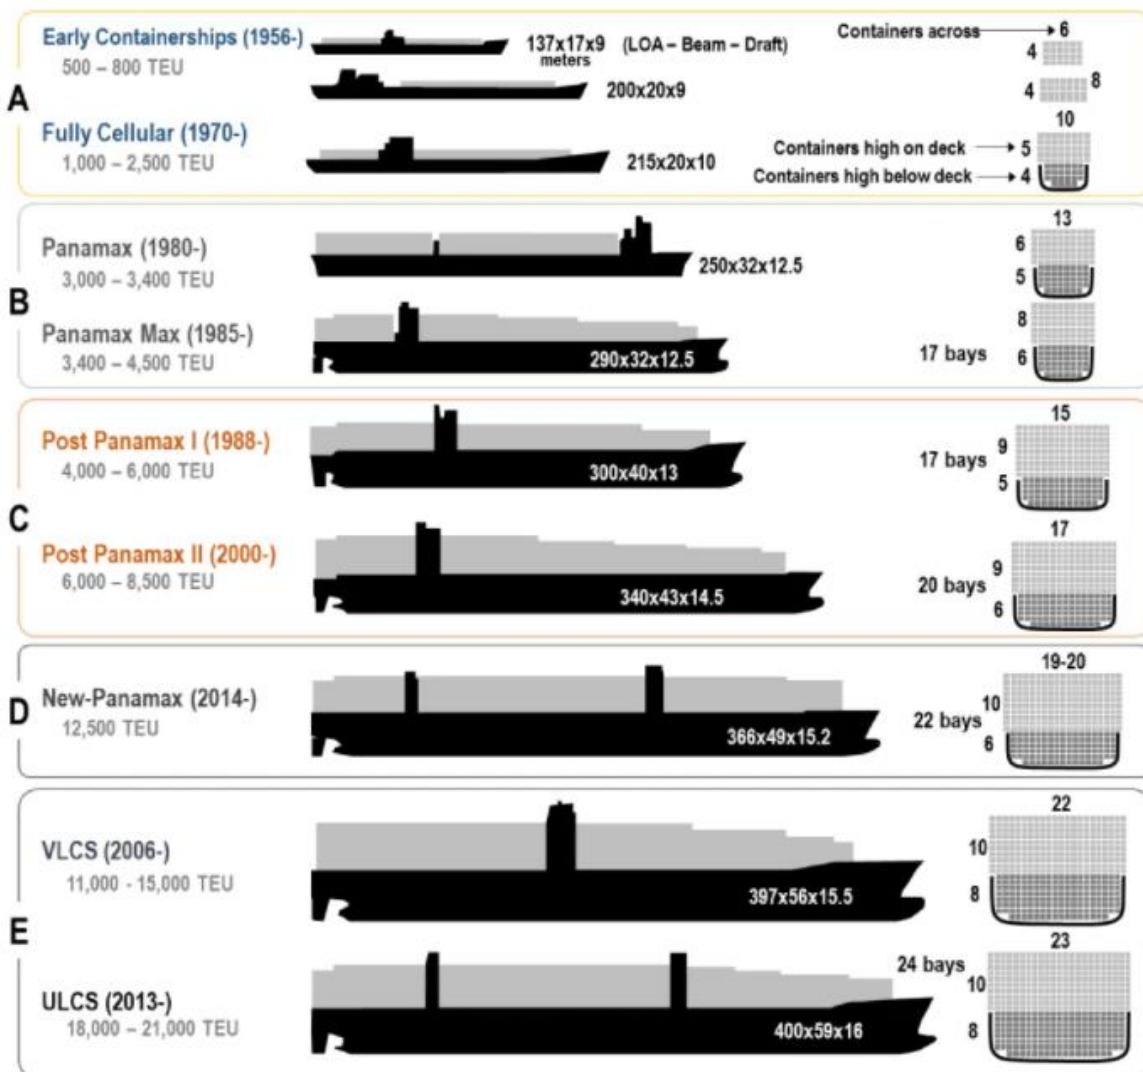 A
Early Containerships (1956-)
500 – 800 TEU
137x17x9
meters
(LOA – Beam – Draft)
200x20x9
Containers across
6
4
4
8
Fully Cellular (1970-)
1,000 – 2,500 TEU
215x20x10
10
Containers high on deck
5
Containers high below deck
4
B
Panamax (1980-)
3,000 – 3,400 TEU
250x32x12.5
13
6
5
Panamax Max (1985-)
3,400 – 4,500 TEU
290x32x12.5
17 bays
8
6
C
Post Panamax I (1988-)
4,000 – 6,000 TEU
300x40x13
17 bays
15
9
5
Post Panamax II (2000-)
6,000 – 8,500 TEU
340x43x14.5
20 bays
17
9
6
D
New-Panamax (2014-)
12,500 TEU
366x49x15.2
22 bays
19-20
10
6
E
VLCS (2006-)
11,000 - 15,000 TEU
397x56x15.5
22
10
8
ULCS (2013-)
18,000 – 21,000 TEU
400x59x16
24 bays
23
10
8